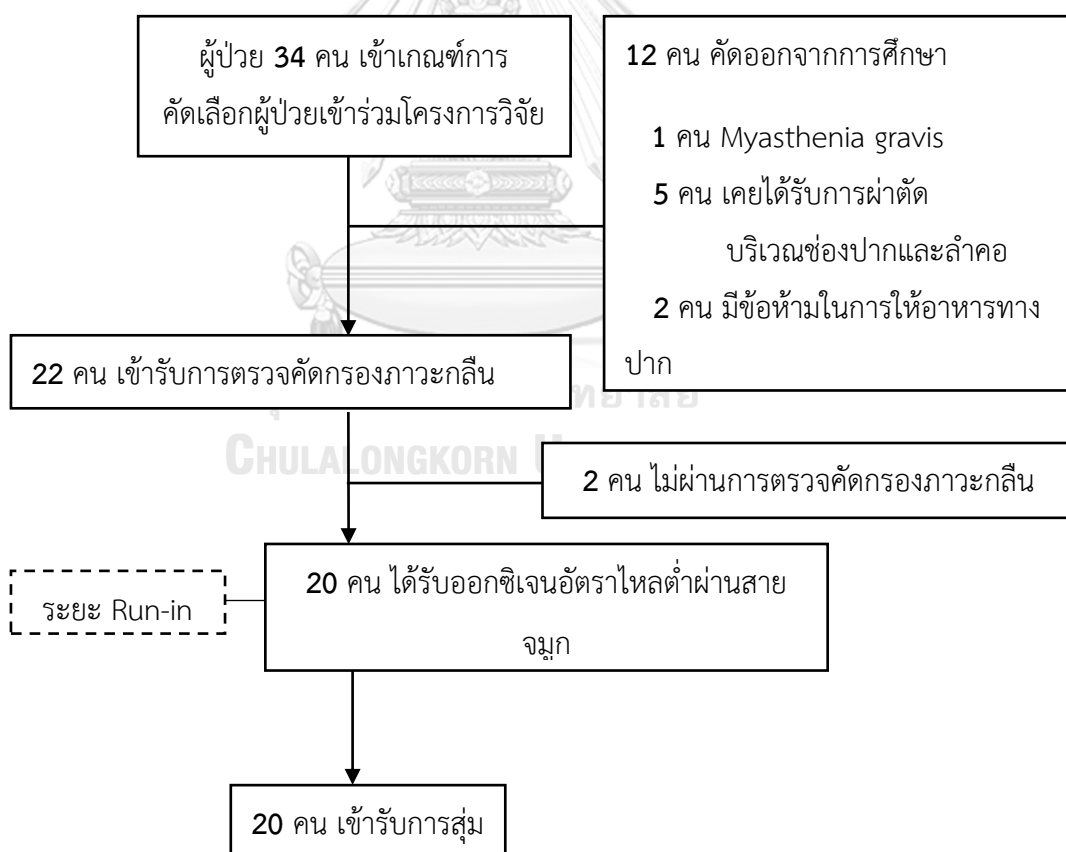 ผู้ป่วย 34 คน เข้าเกณฑ์การ
คัดเลือกผู้ป่วยเข้าร่วมโครงการวิจัย
12 คน คัดออกจากการศึกษา
1 คน Myasthenia gravis
5 คน เคยได้รับการผ่าตัด
บริเวณช่องปากและลำคอ
2 คน มีข้อห้ามในการให้อาหารทาง
ปาก
22 คน เข้ารับการตรวจคัดกรองภาวะกลืน
CHULALONGKORN
2 คน ไม่ผ่านการตรวจคัดกรองภาวะกลืน
ระยะ Run-in
20 คน ได้รับออกซิเจนอัตราไหลต่ำผ่านสาย
จมูก
20 คน เข้ารับการสุ่ม